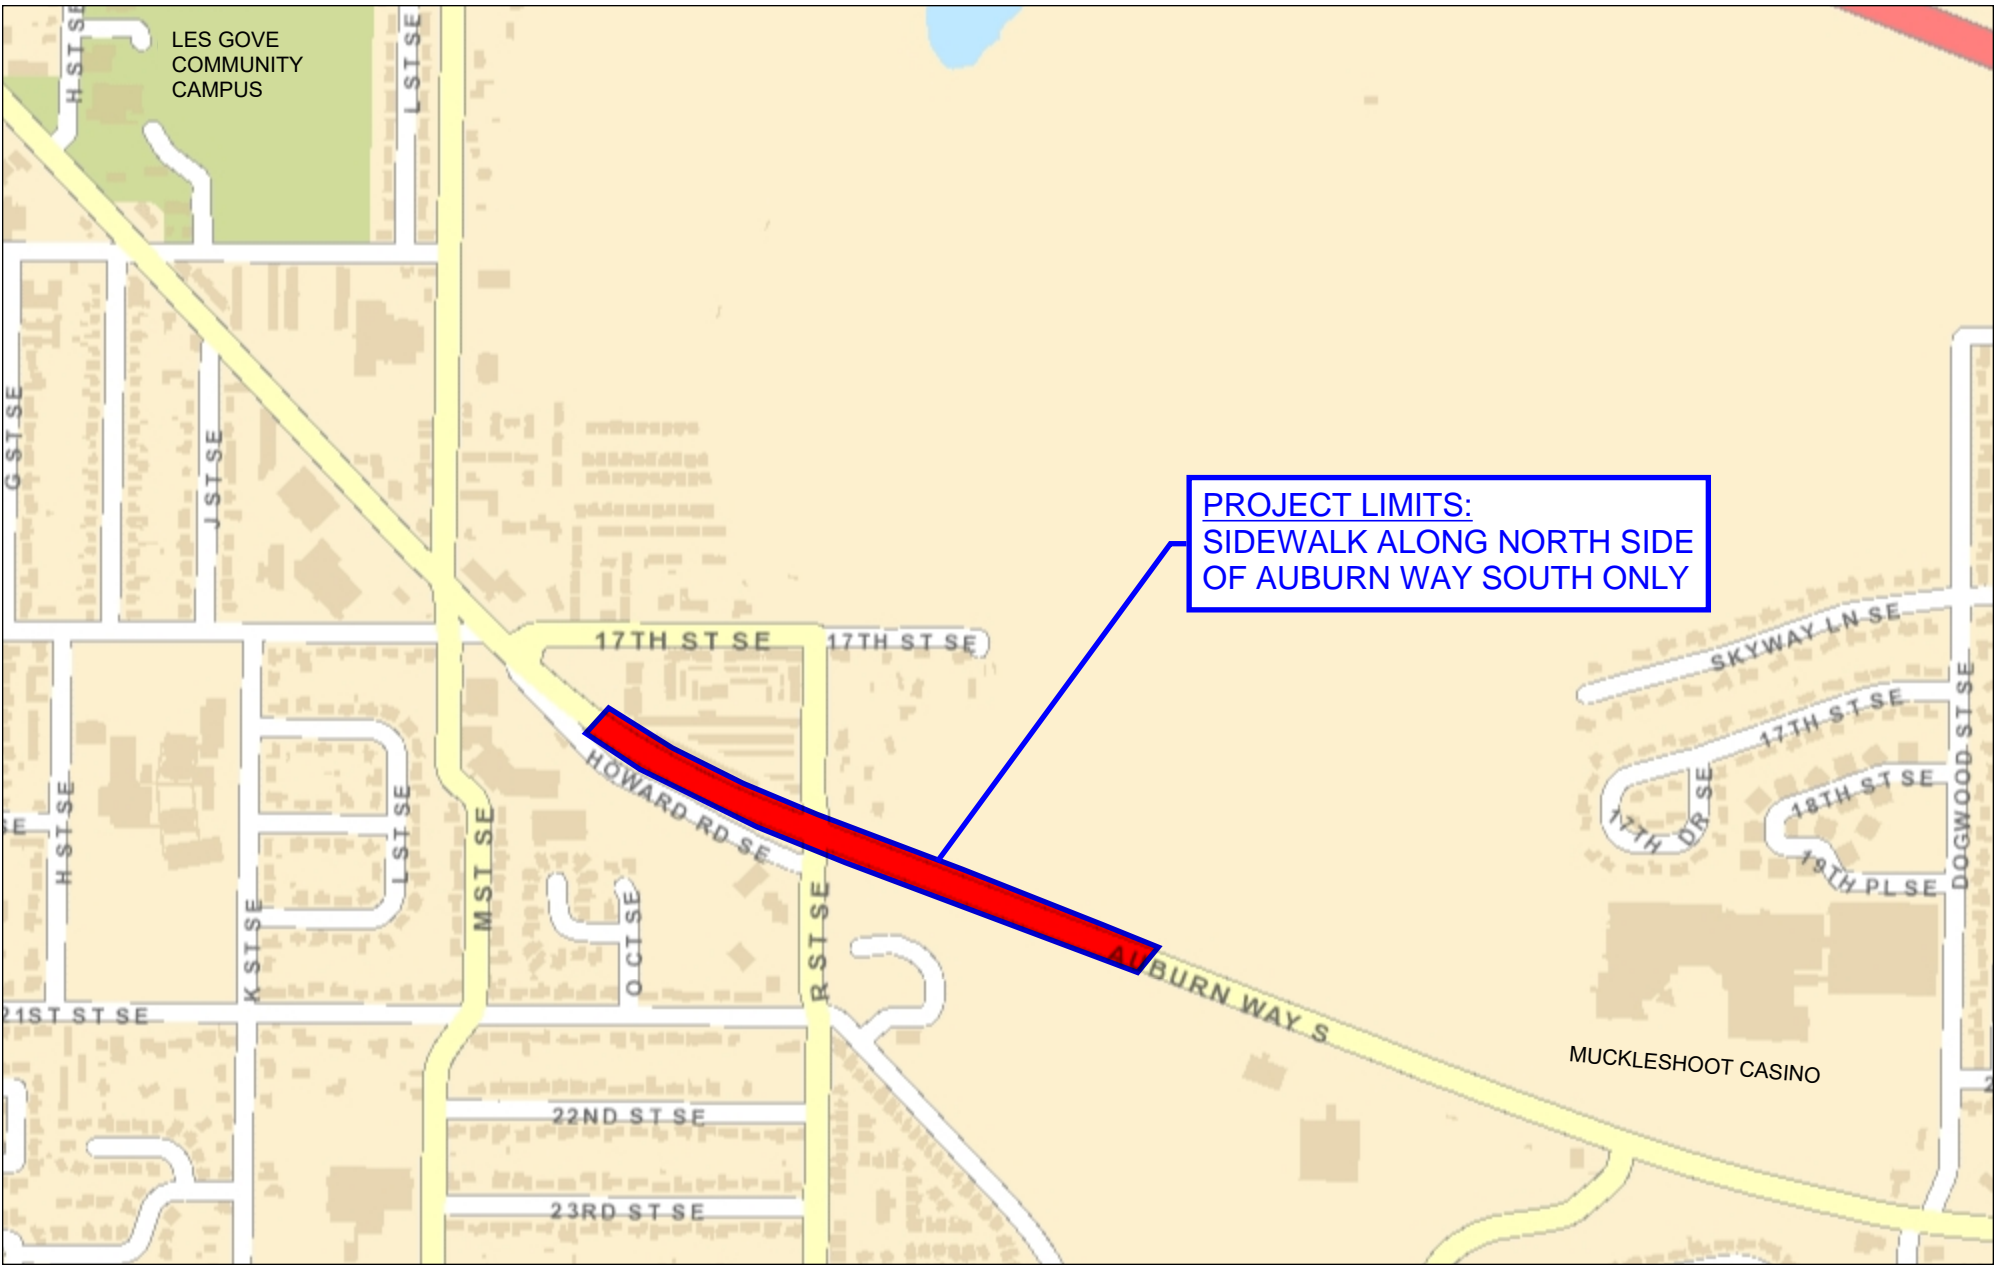 LES GOVE
COMMUNITY
CAMPUS
H ST SE
L ST SE
G ST SE
J ST SE
PROJECT LIMITS:
SIDEWALK ALONG NORTH SIDE
OF AUBURN WAY SOUTH ONLY
17TH ST SE
17TH ST SE
SKYWAY LN SE
17TH ST SE
DOGWOOD ST SE
18TH ST SE
17TH DR SE
19TH PL SE
HOWARD RD SE
SE
H ST SE
L ST SE
M ST SE
K ST SE
O CT SE
R ST SE
AUBURN WAY S
21ST ST SE
MUCKLESHOOT CASINO
22ND ST SE
23RD ST SE